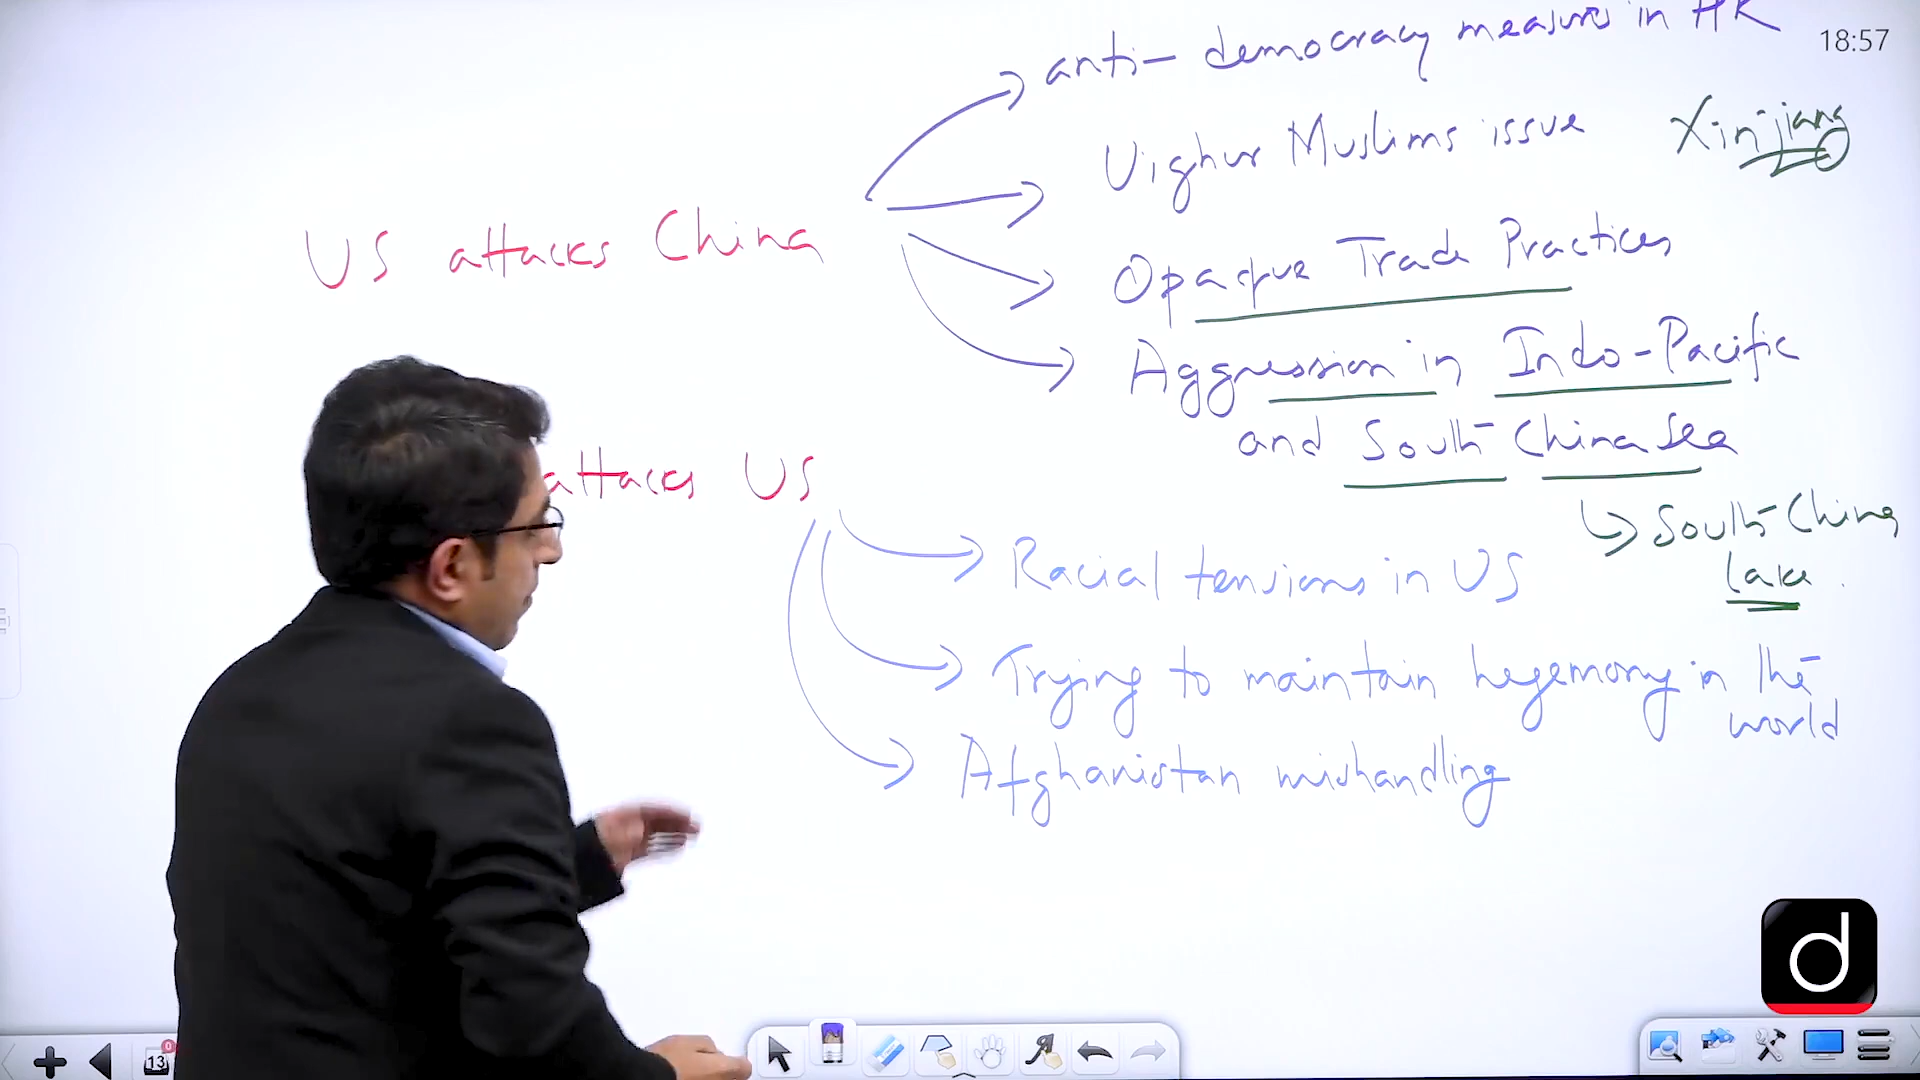 anti- democracy measures in HK
18:57
Uighur Muslims issue
Xinjiang
US attacks China
Opaque Trade Practices
Aggression in Indo-Pacific
and South China Sea
attacks US
South China
Lake
Racial tensions in US
Trying to maintain hegemony in the
world
Afghanistan mishandling
d
13
0